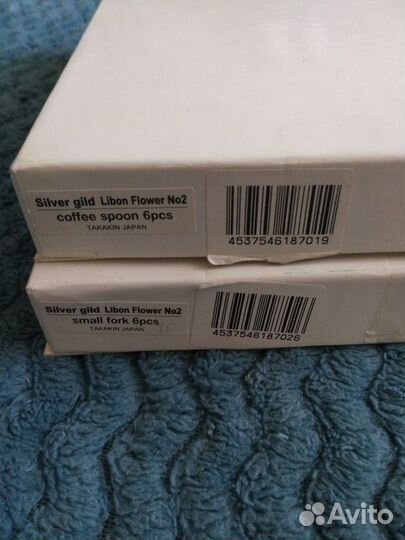 Silver gild Libon Flower No2
coffee spoon 6pcs
TAKAKIN JAPAN
4537546187019
Silver gild Libon Flower No2
small fork 6pcs
TAKAKIN JAPAN
4537546187026
Avito